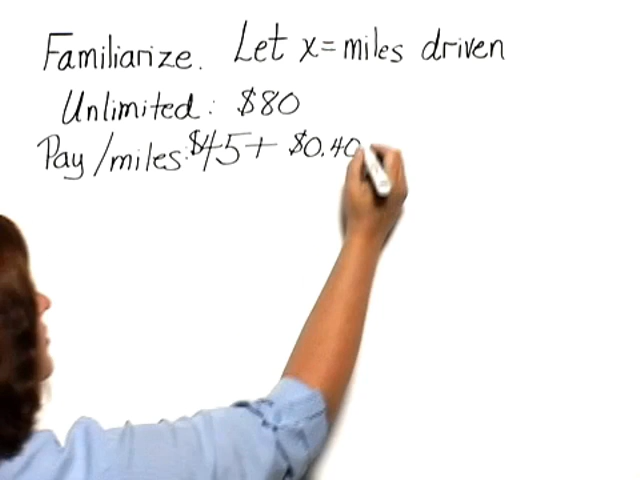 Familiarize. Let x = miles driven
Unlimited: $80
Pay/miles: $45 + $0.40